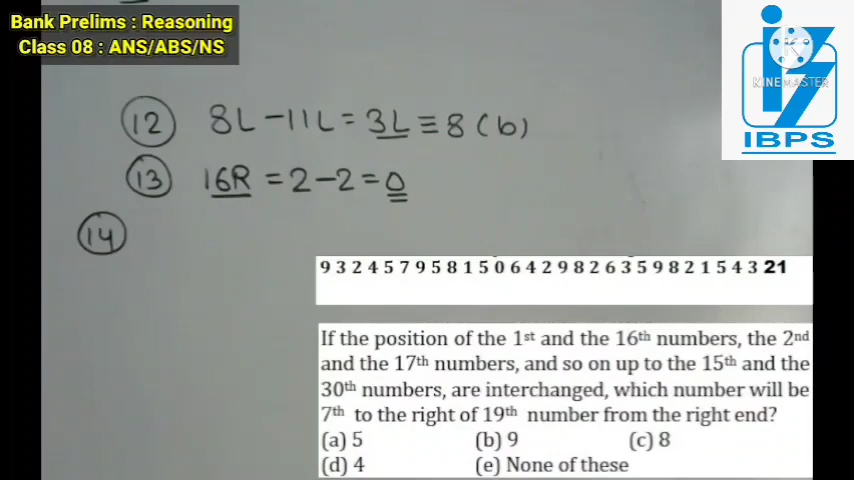 Bank Prelims : Reasoning
Class 08 : ANS/ABS/NS
KINEMASTER
IBPS
12 8L - 11L = 3L ≡ 8 (b)
13 16R = 2 - 2 = 0
14
9 3 2 4 5 7 9 5 8 1 5 0 6 4 2 9 8 2 6 3 5 9 8 2 1 5 4 3 21
If the position of the 1st and the 16th numbers, the 2nd
and the 17th numbers, and so on up to the 15th and the
30th numbers, are interchanged, which number will be
7th to the right of 19th number from the right end?
(a) 5 (b) 9 (c) 8
(d) 4 (e) None of these